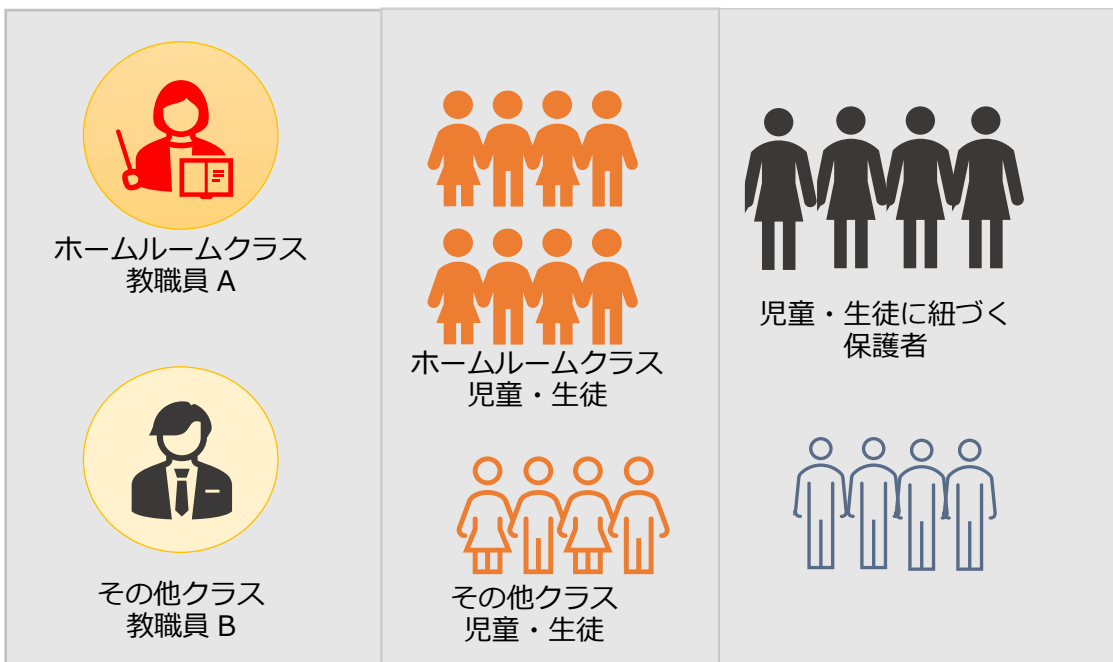 ホームルームクラス
教職員 A
その他クラス
教職員 B
ホームルームクラス
児童・生徒
その他クラス
児童・生徒
児童・生徒に紐づく
保護者